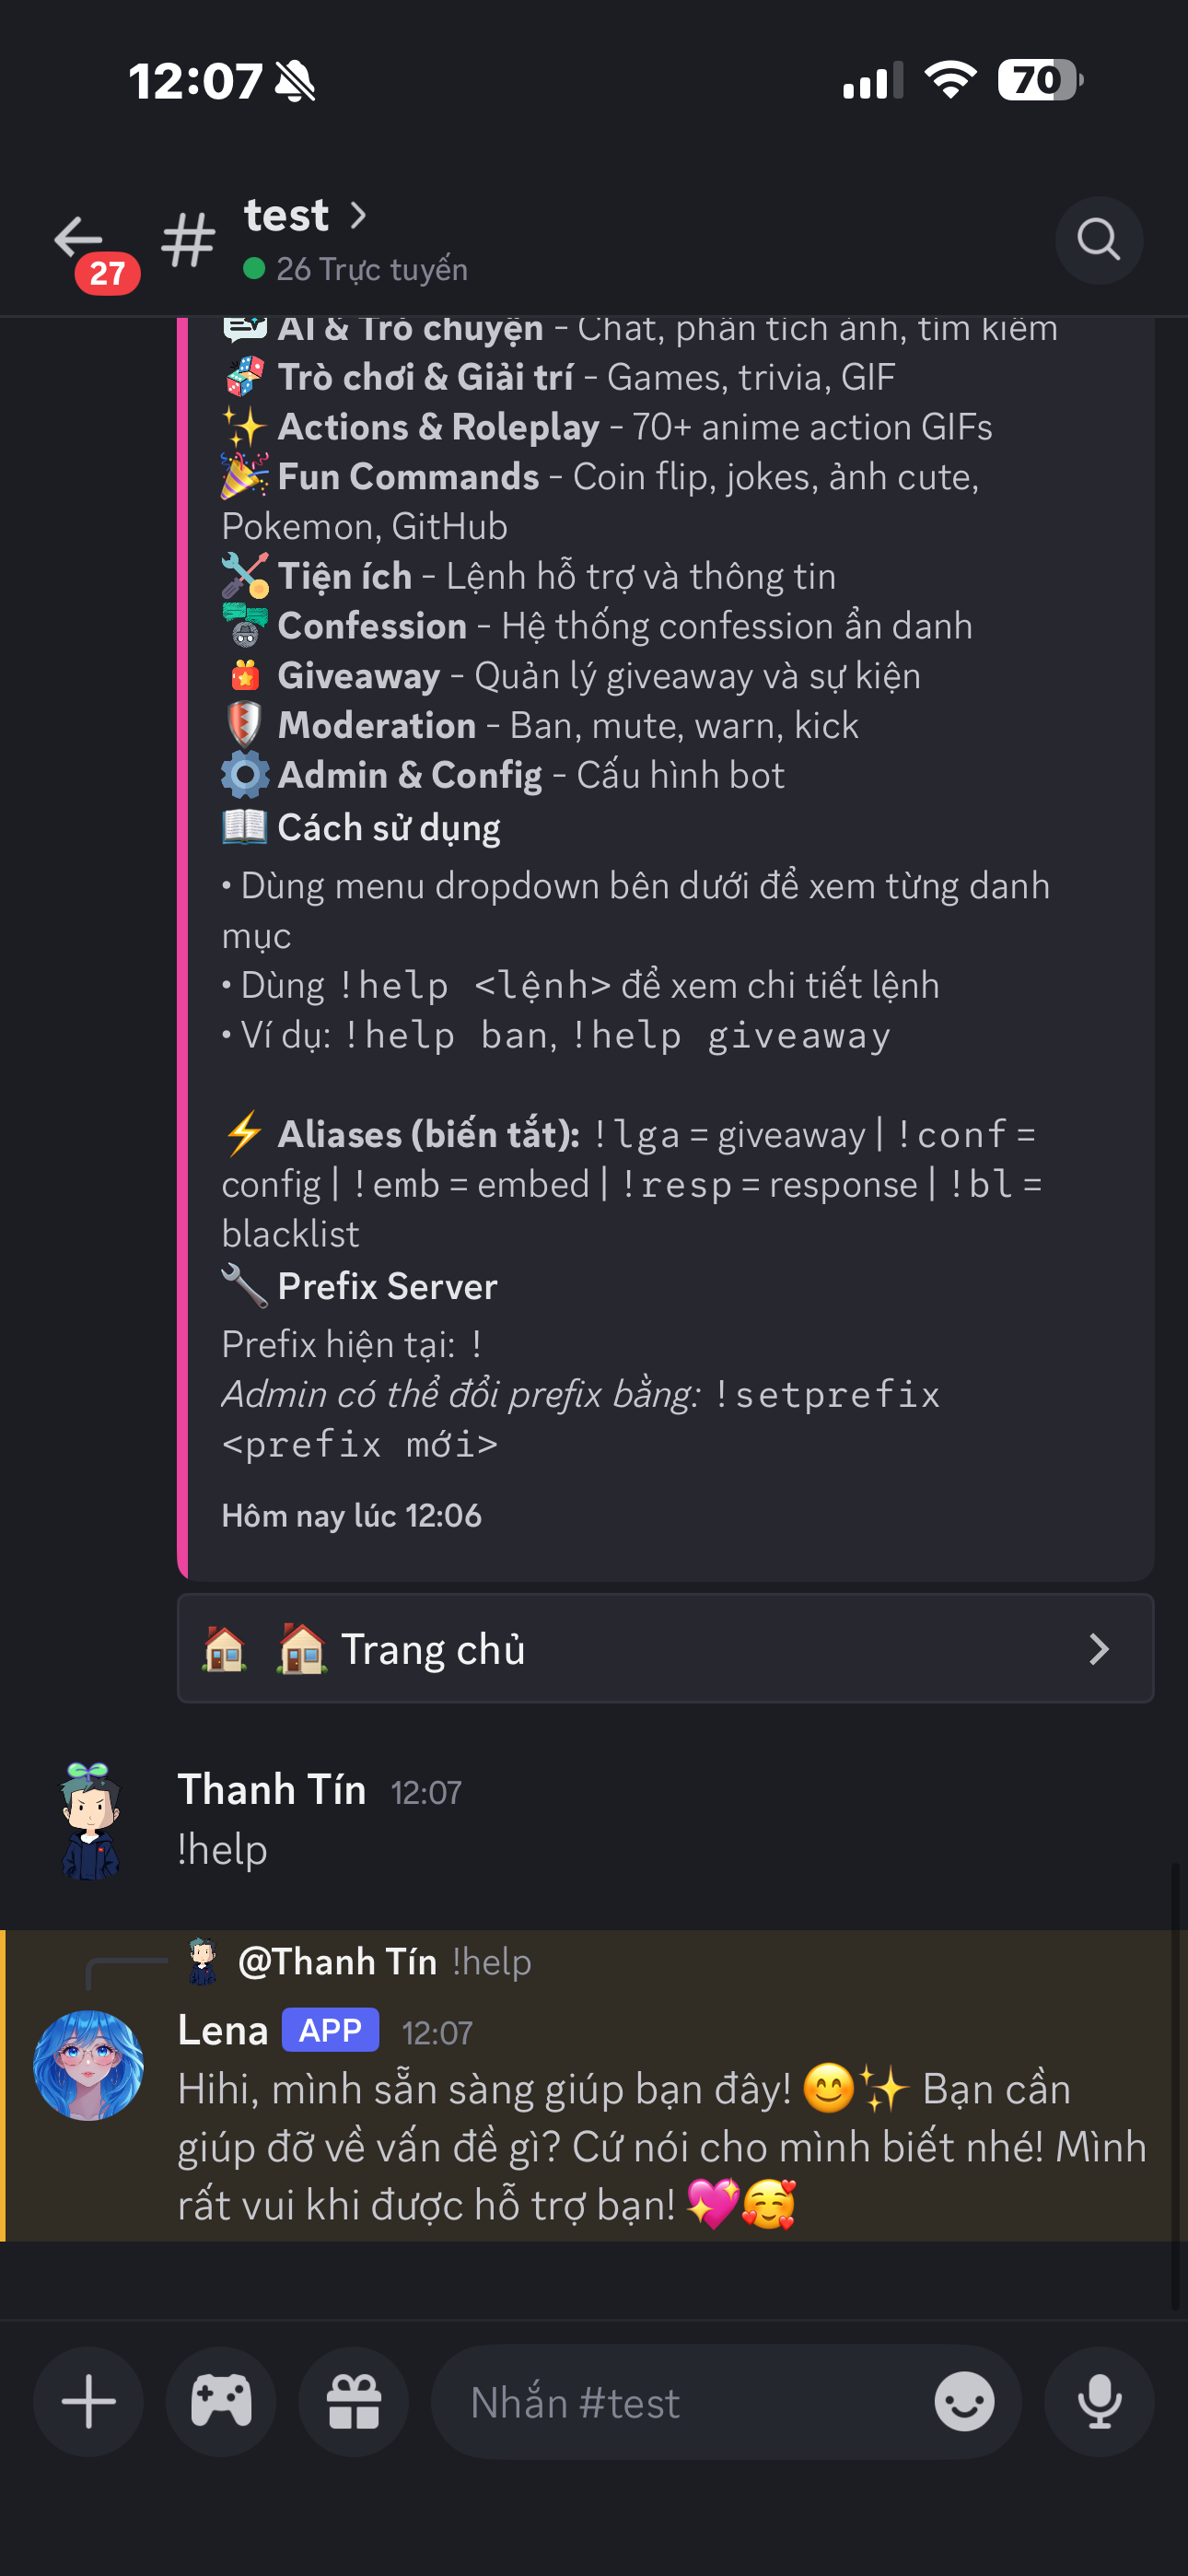 12:07
70
27
test
26 Trực tuyến
AI & Trò chuyện - Chat, phân tích ảnh, tìm kiếm
Trò chơi & Giải trí - Games, trivia, GIF
Actions & Roleplay - 70+ anime action GIFs
Fun Commands - Coin flip, jokes, ảnh cute,
Pokemon, GitHub
Tiện ích - Lệnh hỗ trợ và thông tin
Confession - Hệ thống confession ẩn danh
Giveaway - Quản lý giveaway và sự kiện
Moderation - Ban, mute, warn, kick
Admin & Config - Cấu hình bot
Cách sử dụng
• Dùng menu dropdown bên dưới để xem từng danh
mục
• Dùng !help <lệnh> để xem chi tiết lệnh
• Ví dụ: !help ban, !help giveaway
Aliases (biến tắt): !lga = giveaway | !conf =
config | !emb = embed | !resp = response | !bl =
blacklist
Prefix Server
Prefix hiện tại: !
Admin có thể đổi prefix bằng: !setprefix
<prefix mới>
Hôm nay lúc 12:06
Trang chủ
Thanh Tín 12:07
!help
@Thanh Tín !help
Lena APP 12:07
Hihi, mình sẵn sàng giúp bạn đây! 😊✨ Bạn cần
giúp đỡ về vấn đề gì? Cứ nói cho mình biết nhé! Mình
rất vui khi được hỗ trợ bạn! 💖🥰
Nhắn #test